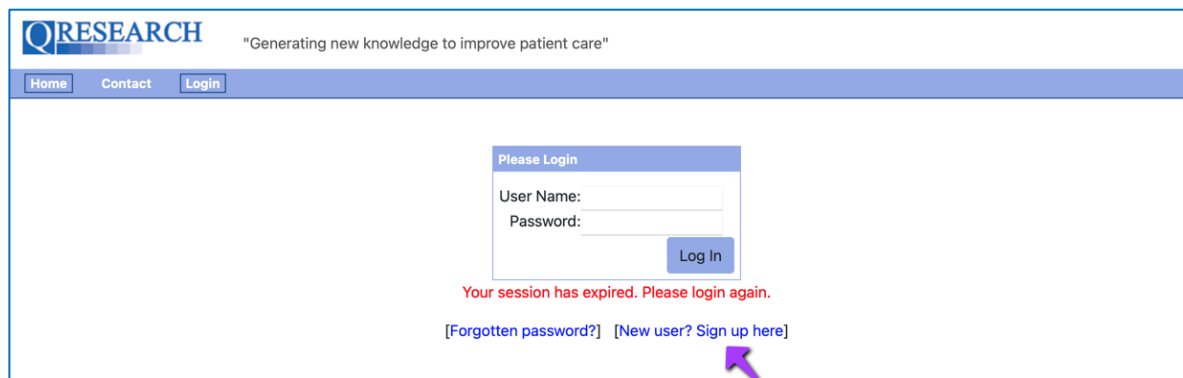 QRESEARCH
"Generating new knowledge to improve patient care"
Home Contact Login
Please Login
User Name:
Password:
Log In
Your session has expired. Please login again.
[Forgotten password?] [New user? Sign up here]